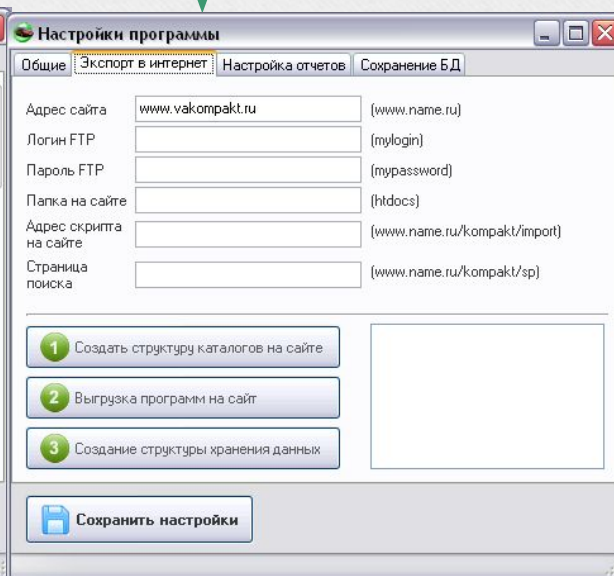 Настройки программы
Общие Экспорт в интернет Настройка отчетов Сохранение БД
Адрес сайта www.vakompakt.ru (www.name.ru)
Логин FTP (mylogin)
Пароль FTP (mypassword)
Папка на сайте (htdocs)
Адрес скрипта
на сайте (www.name.ru/kompakt/import)
Страница
поиска (www.name.ru/kompakt/sp)
1 Создать структуру каталогов на сайте
2 Выгрузка программ на сайт
3 Создание структуры хранения данных
Сохранить настройки